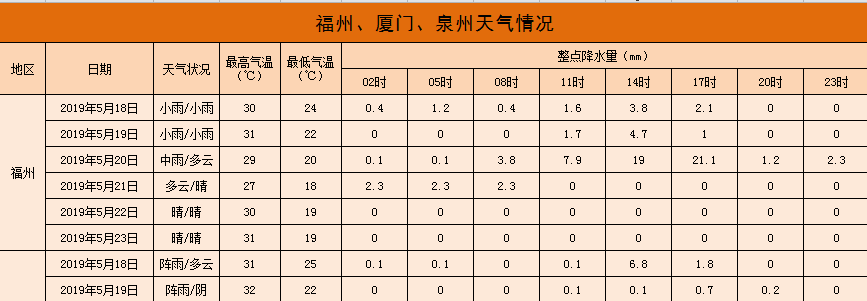 福州、厦门、泉州天气情况
地区 日期 天气状况 最高气温（℃） 最低气温（℃） 整点降水量（mm）
02时 05时 08时 11时 14时 17时 20时 23时
福州
2019年5月18日 小雨/小雨 30 24 0.4 1.2 0.4 1.6 3.8 2.1 0 0
2019年5月19日 小雨/小雨 31 22 0 0 0 1.7 4.7 1 0 0
2019年5月20日 中雨/多云 29 20 0.1 0.1 3.8 7.9 19 21.1 1.2 2.3
2019年5月21日 多云/晴 27 18 2.3 2.3 2.3 0 0 0 0 0
2019年5月22日 晴/晴 30 19 0 0 0 0 0 0 0 0
2019年5月23日 晴/晴 31 19 0 0 0 0 0 0 0 0
2019年5月18日 阵雨/多云 31 25 0.1 0.1 0 0.1 6.8 1.8 0 0
2019年5月19日 阵雨/阴 32 22 0 0 0 0.1 0.1 0.7 0.2 0